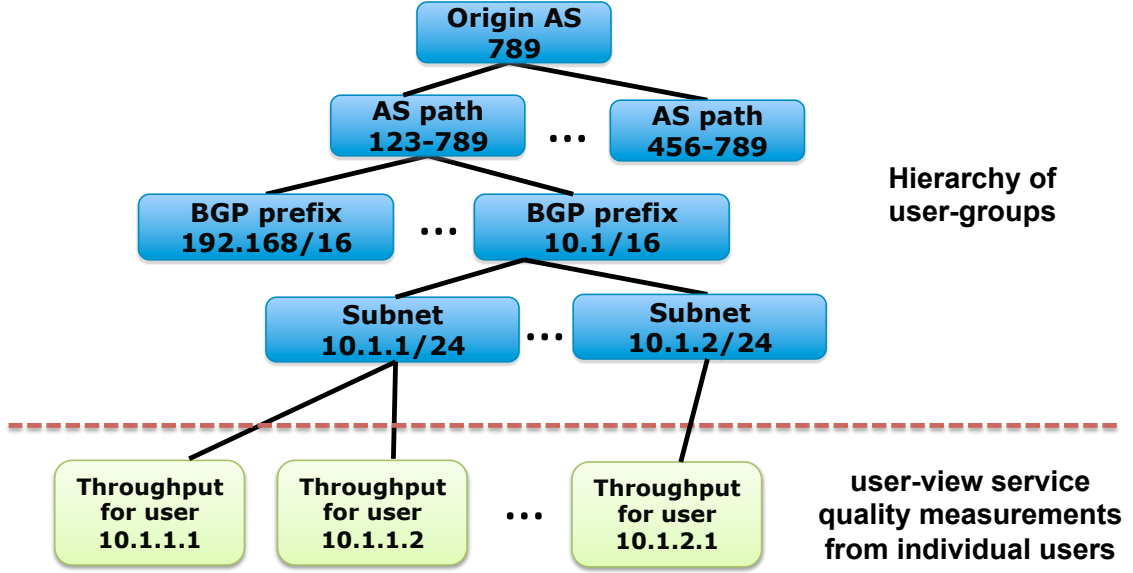 Origin AS
789
AS path
123-789
...
AS path
456-789
Hierarchy of
user-groups
BGP prefix
192.168/16
...
BGP prefix
10.1/16
Subnet
10.1.1/24
...
Subnet
10.1.2/24
Throughput
for user
10.1.1.1
Throughput
for user
10.1.1.2
...
Throughput
for user
10.1.2.1
user-view service
quality measurements
from individual users